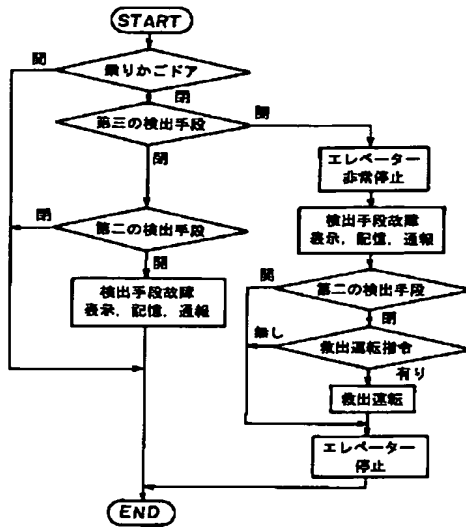 START
開
乗りかごドア
閉
第三の検出手段
開
閉
エレベーター
非常停止
閉
第二の検出手段
開
検出手段故障
表示，記憶，通報
検出手段故障
表示，記憶，通報
開
第二の検出手段
閉
無し
救出運転指令
有り
救出運転
エレベーター
停止
END